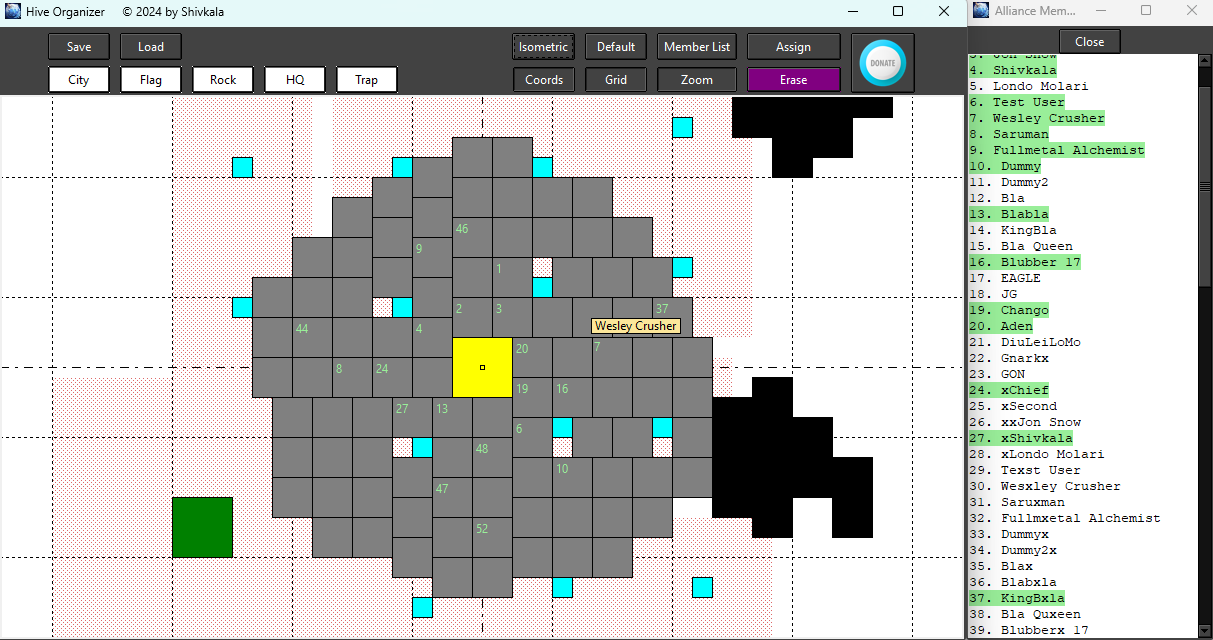 Hive Organizer © 2024 by Shivkala
Alliance Mem...
Save Load Isometric Default Member List Assign DONATE
City Flag Rock HQ Trap Coords Grid Zoom Erase
46
9
1
2 3 37
44 4 Wesley Crusher
20 7
8 24
19 16
27 13
6
48
10
47
52
Close
4. Shivkala
5. Londo Molari
6. Test User
7. Wesley Crusher
8. Saruman
9. Fullmetal Alchemist
10. Dummy
11. Dummy2
12. Bla
13. Blabla
14. KingBla
15. Bla Queen
16. Blubber 17
17. EAGLE
18. JG
19. Chango
20. Aden
21. DiuLeiLoMo
22. Gnarkx
23. GON
24. xChief
25. xSecond
26. xxJon Snow
27. xShivkala
28. xLondo Molari
29. Texst User
30. Wesxley Crusher
31. Saruxman
32. Fullmxetal Alchemist
33. Dummyx
34. Dummy2x
35. Blax
36. Blabxla
37. KingBxla
38. Bla Quxeen
39. Blubberx 17